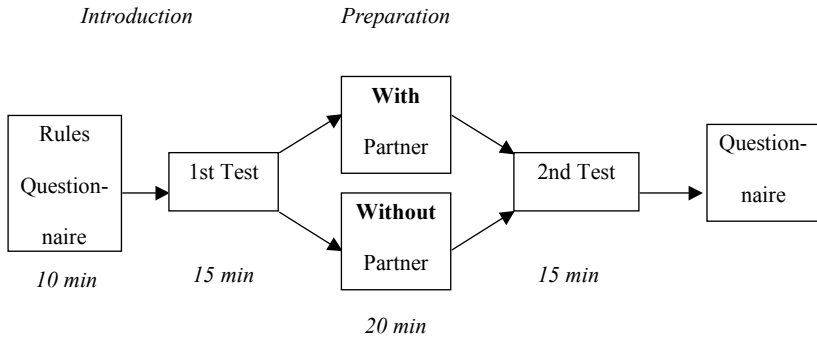 Introduction
Preparation
Rules
Question-
naire
10 min
1st Test
15 min
With
Partner
Without
Partner
20 min
2nd Test
15 min
Question-
naire